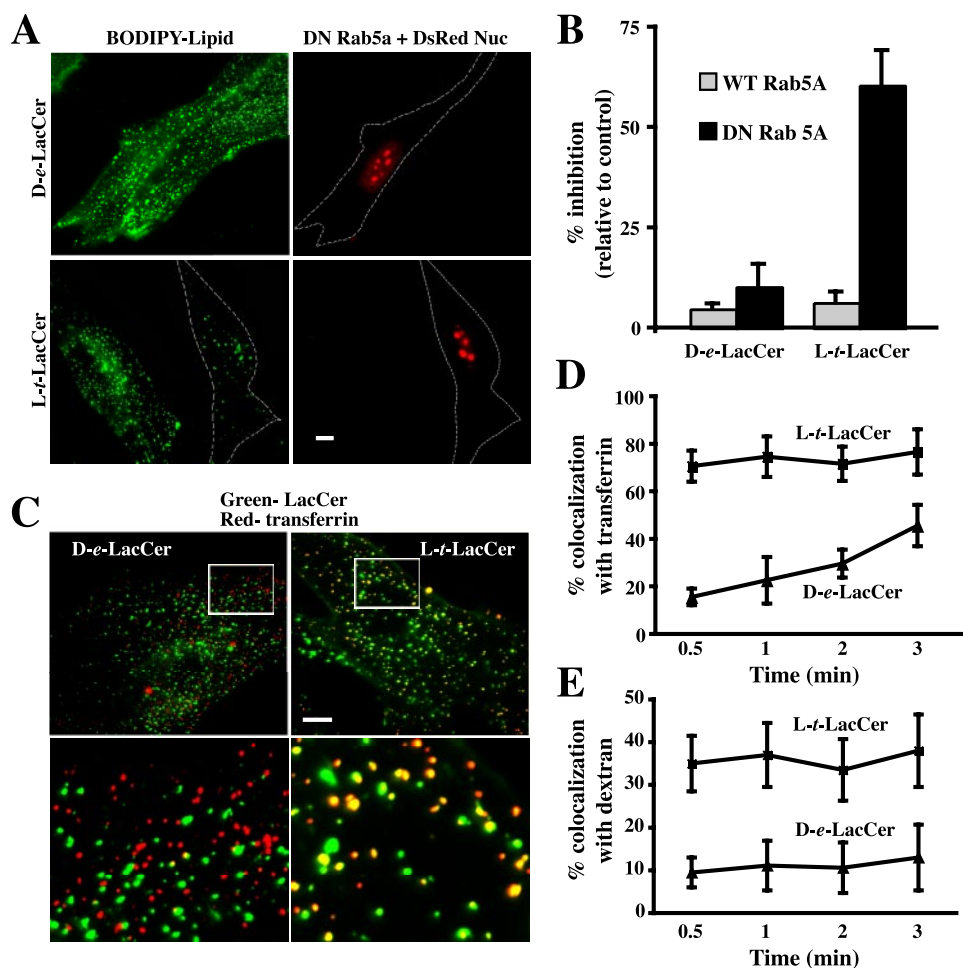 A
BODIPY-Lipid
DN Rab5a + DsRed Nuc
D-e-LacCer
L-t-LacCer
B
75
50
25
0
% inhibition
(relative to control)
WT Rab5A
DN Rab 5A
D-e-LacCer
L-t-LacCer
C
Green- LacCer
Red- transferrin
D-e-LacCer
L-t-LacCer
D
100
80
60
40
20
0
% colocalization
with transferrin
L-t-LacCer
D-e-LacCer
0.5 1 2 3
Time (min)
E
50
40
30
20
10
0
% colocalization
with dextran
L-t-LacCer
D-e-LacCer
0.5 1 2 3
Time (min)